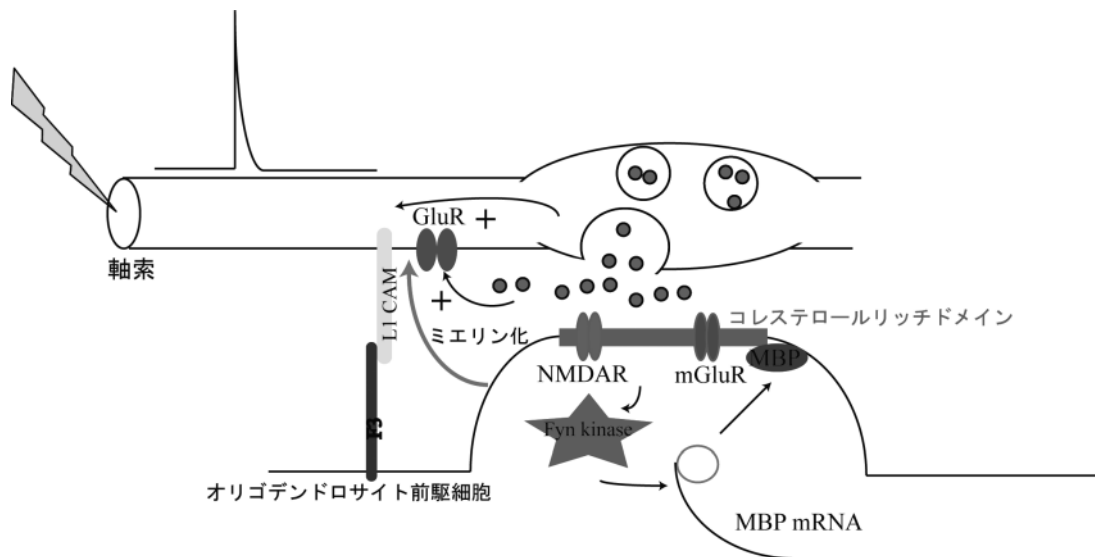 GluR
+
軸索
L1 CAM
+
ミエリン化
コレステロールリッチドメイン
MBP
NMDAR
mGluR
Fyn kinase
F3
オリゴデンドロサイト前駆細胞
MBP mRNA